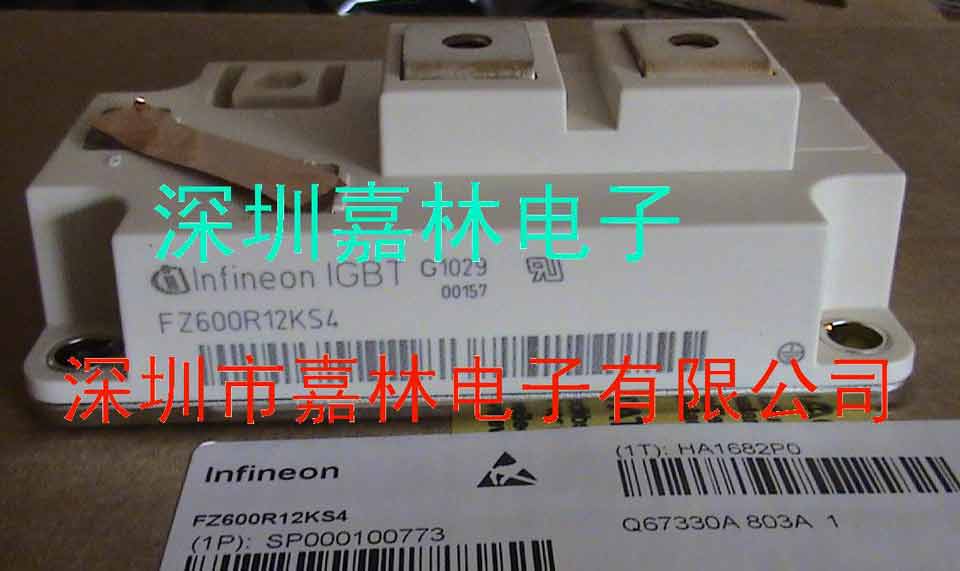 深圳嘉林电子
Infineon IGBT G1029
00157
FZ600R12KS4
深圳市嘉林电子有限公司
Infineon
FZ600R12KS4
(1P): SP000100773
(1T): HA1682P0
Q67330A 803A 1